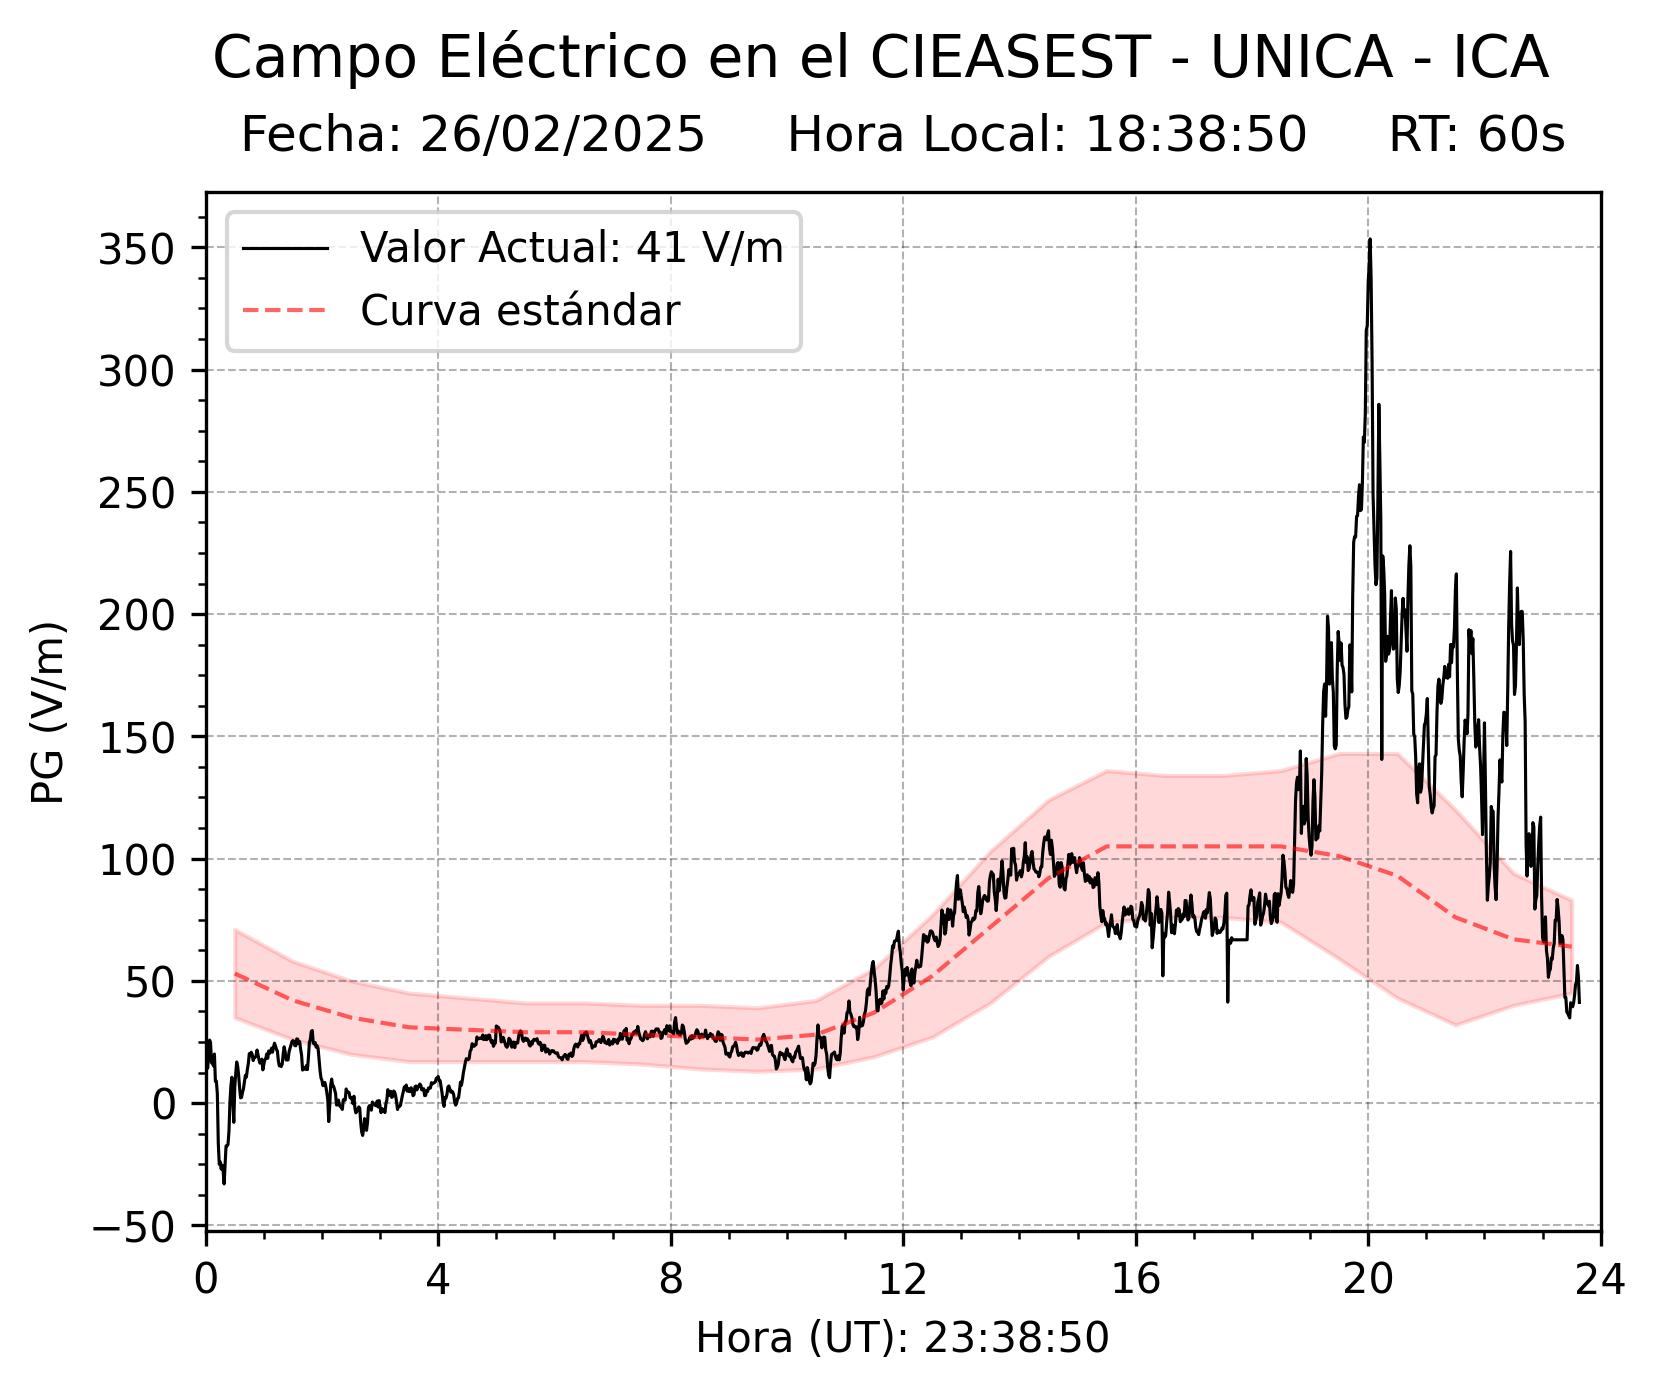 Campo Eléctrico en el CIEASEST - UNICA - ICA
Fecha: 26/02/2025 Hora Local: 18:38:50 RT: 60s
Valor Actual: 41 V/m
Curva estándar
350
300
250
200
150
100
50
0
−50
PG (V/m)
0 4 8 12 16 20 24
Hora (UT): 23:38:50